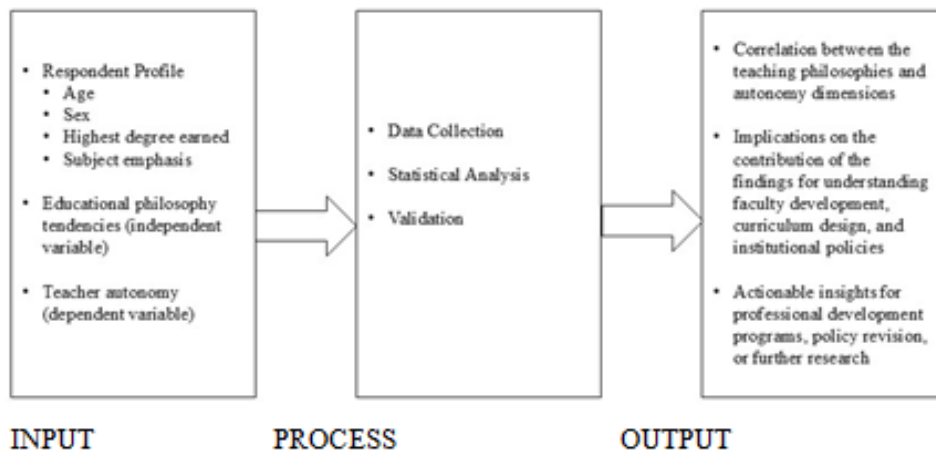 • Respondent Profile
• Age
• Sex
• Highest degree earned
• Subject emphasis
• Educational philosophy
tendencies (independent
variable)
• Teacher autonomy
(dependent variable)
• Data Collection
• Statistical Analysis
• Validation
• Correlation between the
teaching philosophies and
autonomy dimensions
• Implications on the
contribution of the
findings for understanding
faculty development,
curriculum design, and
institutional policies
• Actionable insights for
professional development
programs, policy revision,
or further research
INPUT
PROCESS
OUTPUT